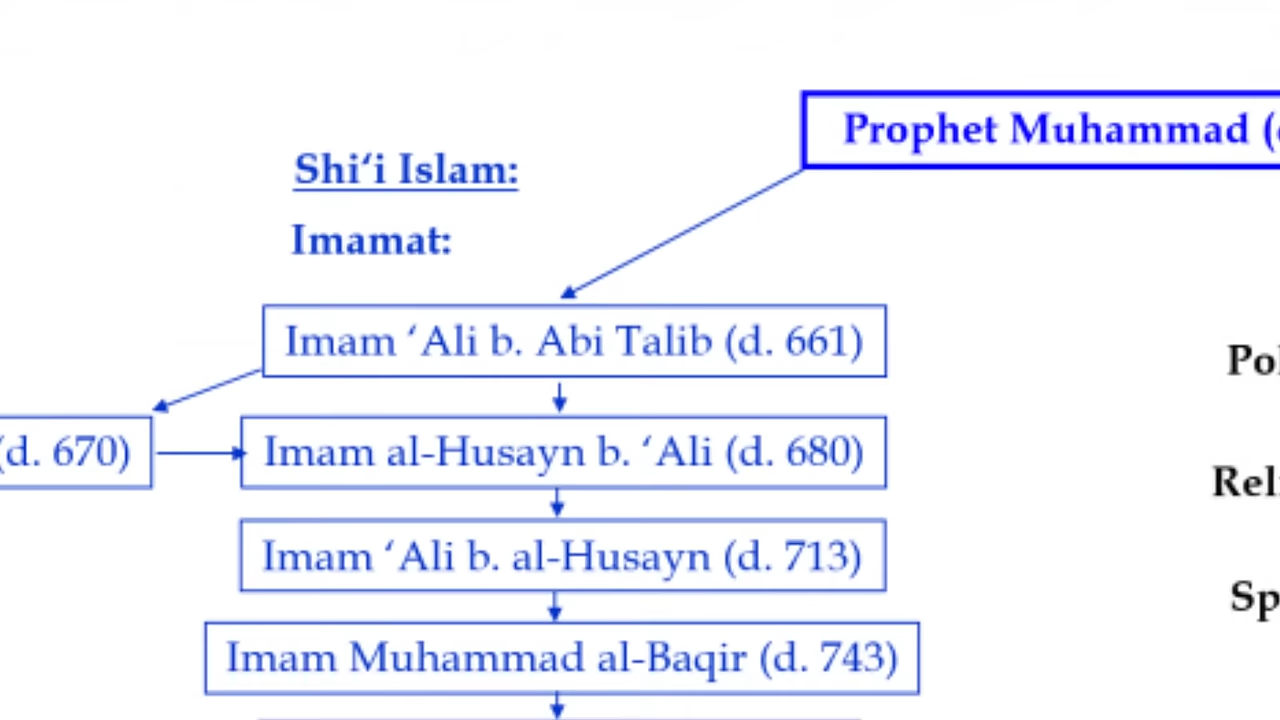 Prophet Muhammad
Shi‘i Islam:
Imamat:
Imam ‘Ali b. Abi Talib (d. 661)
(d. 670)
Imam al-Husayn b. ‘Ali (d. 680)
Imam ‘Ali b. al-Husayn (d. 713)
Imam Muhammad al-Baqir (d. 743)